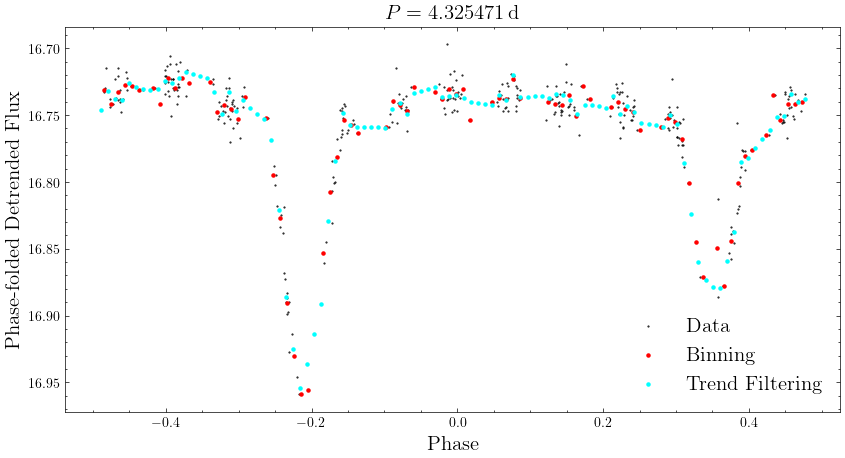 P = 4.325471 d
16.70
16.75
16.80
16.85
16.90
16.95
Phase-folded Detrended Flux
Data
Binning
Trend Filtering
−0.4
−0.2
0.0
0.2
0.4
Phase